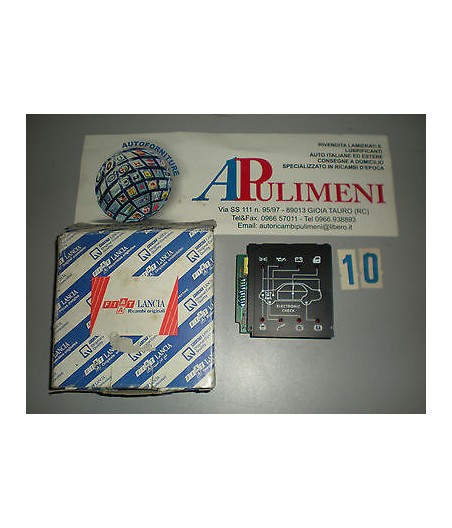 AUTOFORNITURE
APULIMENI
RIVENDITA LAMIERATI E
LUBRIFICANTI
AUTO ITALIANE ED ESTERE
CONSEGNE A DOMICILIO
SPECIALIZZATO IN RICAMBI D'EPOCA
Via SS 111 n. 95/97 - 89013 GIOIA TAURO (RC)
Tel&Fax: 0966 57011 - Tel 0966.938893
Email: autoricambipulimeni@libero.it
10
FIAT LANCIA
Ricambi originali
FIAT LANCIA
ELECTRONIC
CHECK